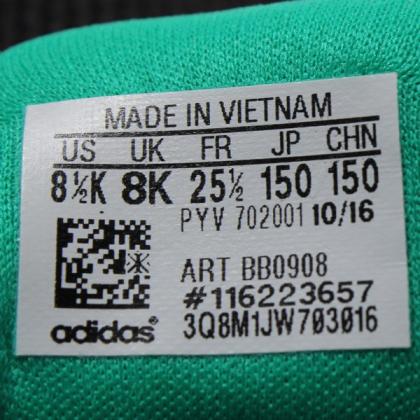 MADE IN VIETNAM
US UK FR JP CHN
8½K 8K 25½ 150 150
PYV 702001 10/16
ART BB0908
#116223657
adidas® 3Q8M1JW703016